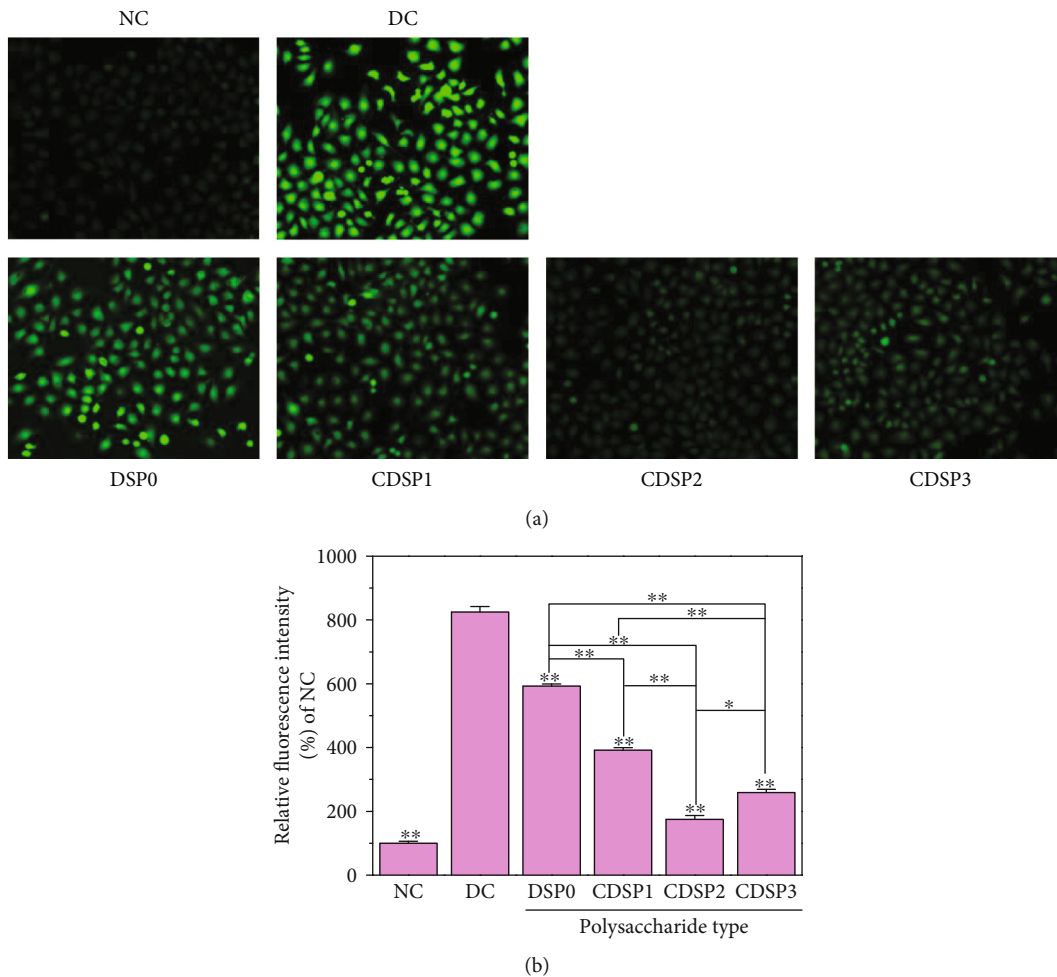 NC DC
DSP0 CDSP1 CDSP2 CDSP3
(a)
Relative fluorescence intensity
(%) of NC
1000
800
600
400
200
0
**
**
**
**
**
**
*
**
**
**
**
**
NC DC DSP0 CDSP1 CDSP2 CDSP3
Polysaccharide type
(b)